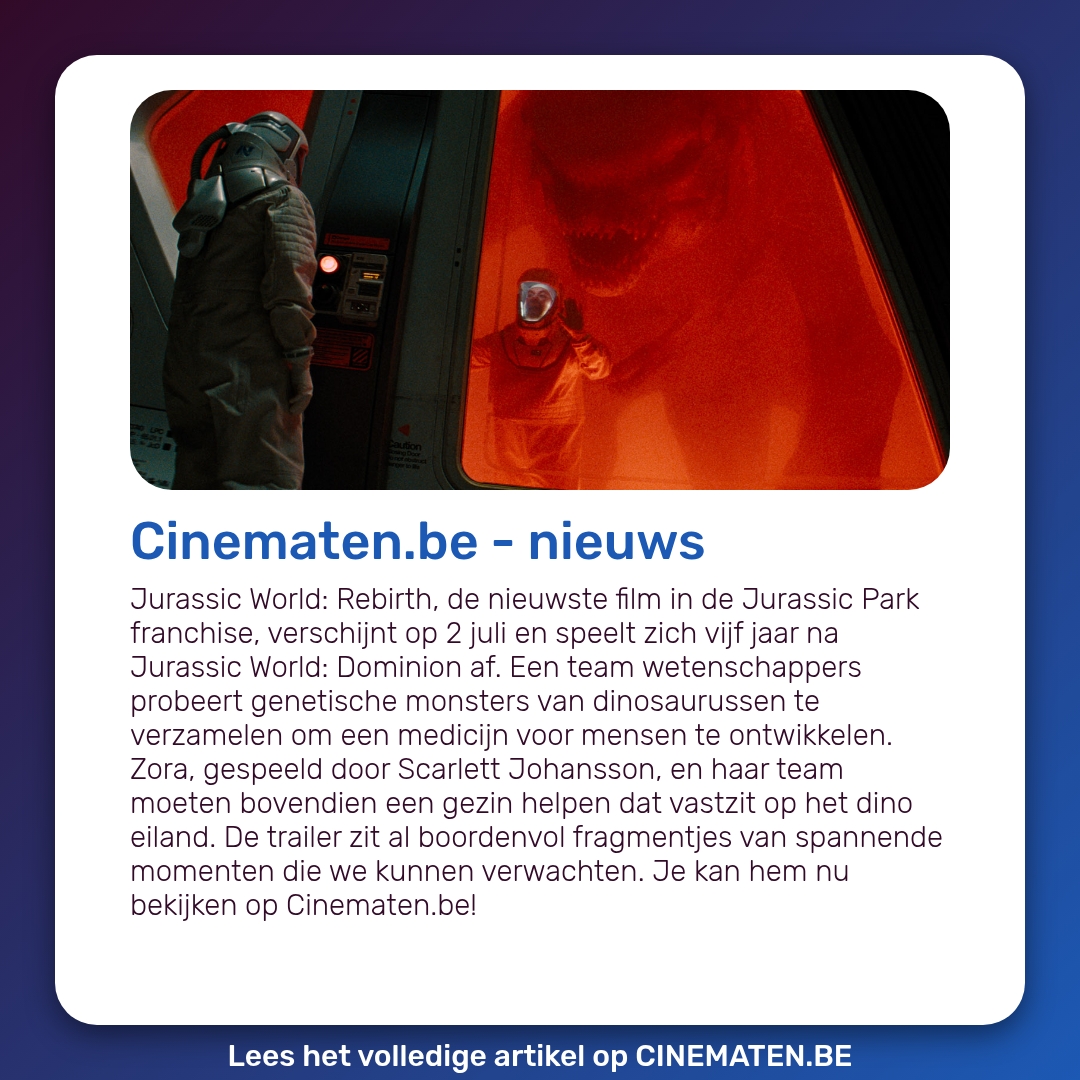 Caution
Cinematen.be - nieuws
Jurassic World: Rebirth, de nieuwste film in de Jurassic Park
franchise, verschijnt op 2 juli en speelt zich vijf jaar na
Jurassic World: Dominion af. Een team wetenschappers
probeert genetische monsters van dinosaurussen te
verzamelen om een medicijn voor mensen te ontwikkelen.
Zora, gespeeld door Scarlett Johansson, en haar team
moeten bovendien een gezin helpen dat vastzit op het dino
eiland. De trailer zit al boordenvol fragmentjes van spannende
momenten die we kunnen verwachten. Je kan hem nu
bekijken op Cinematen.be!
Lees het volledige artikel op CINEMATEN.BE